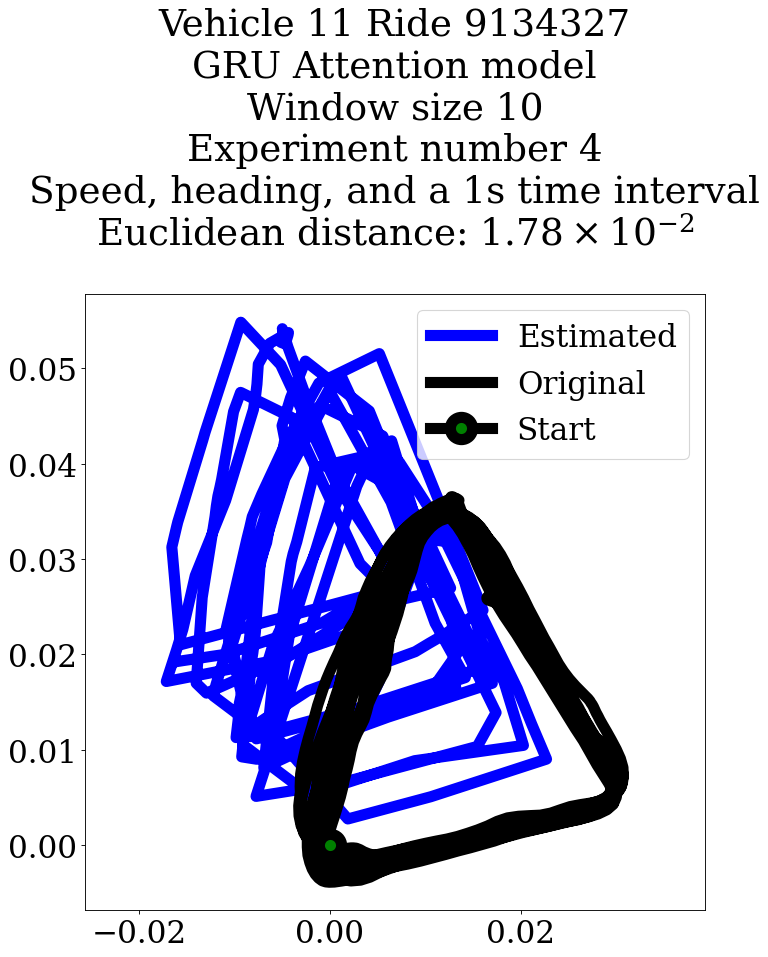 Vehicle 11 Ride 9134327
GRU Attention model
Window size 10
Experiment number 4
Speed, heading, and a 1s time interval
Euclidean distance: 1.78 × 10⁻²
Estimated
Original
Start
0.05
0.04
0.03
0.02
0.01
0.00
−0.02 0.00 0.02